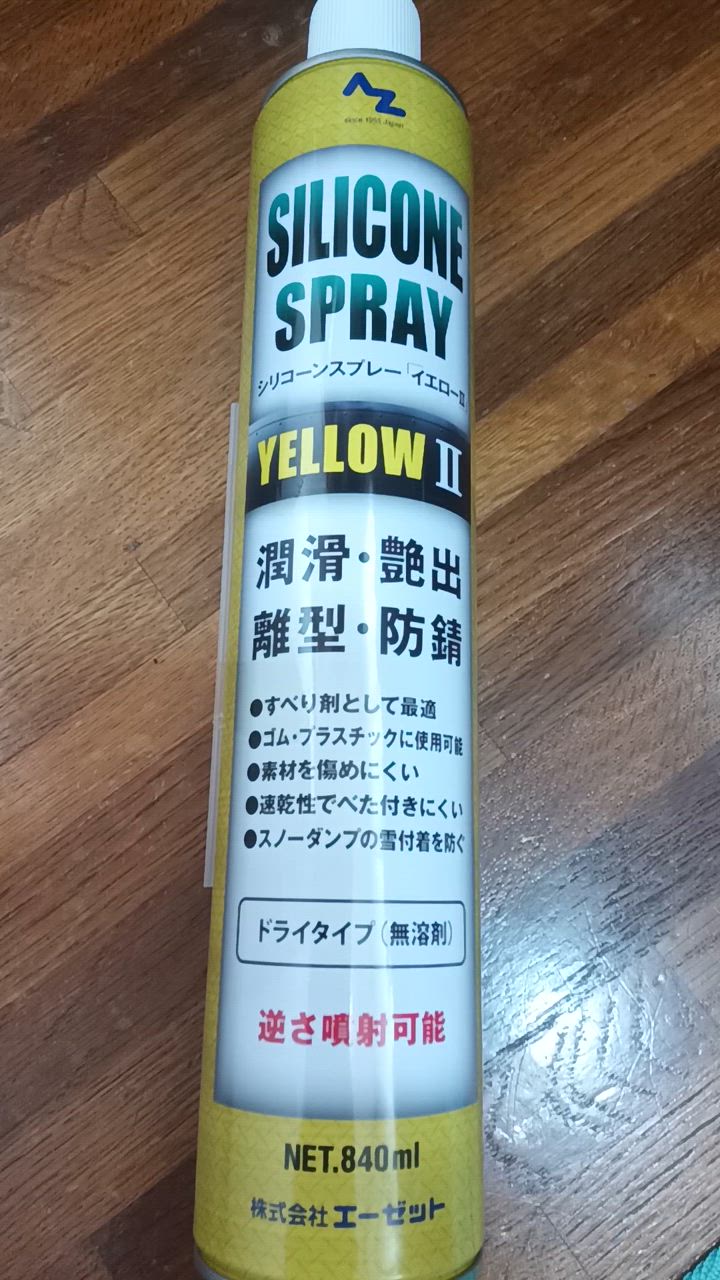 AZ
since 1955 Japan
SILICONE
SPRAY
シリコーンスプレー「イエローⅡ」
YELLOW Ⅱ
潤滑・艶出
離型・防錆
●すべり剤として最適
●ゴム・プラスチックに使用可能
●素材を傷めにくい
●速乾性でべた付きにくい
●スノーダンプの雪付着を防ぐ
ドライタイプ（無溶剤）
逆さ噴射可能
NET.840ml
株式会社エーゼット